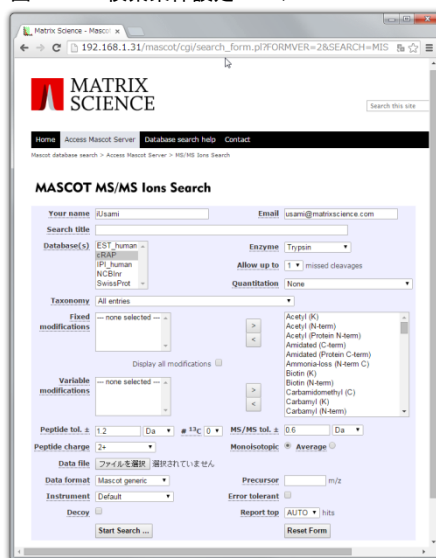 Matrix Science - Mascot
192.168.1.31/mascot/cgi/search_form.pl?FORMVER=2&SEARCH=MIS
MATRIX
SCIENCE
Search this site
Home Access Mascot Server Database search help Contact
Mascot database search > Access Mascot Server > MS/MS Ions Search
MASCOT MS/MS Ions Search
Your name iUsami Email usami@matrixscience.com
Search title
Database(s) EST_human Enzyme Trypsin
cRAP
IPI_human Allow up to 1 missed cleavages
NCBInr
SwissProt Quantitation None
Taxonomy All entries
Fixed modifications --- none selected --- > <
Display all modifications
Acetyl (K)
Acetyl (N-term)
Acetyl (Protein N-term)
Amidated (C-term)
Amidated (Protein C-term)
Ammonia-loss (N-term C)
Biotin (K)
Biotin (N-term)
Carbamidomethyl (C)
Carbamyl (K)
Carbamyl (N-term)
Variable modifications --- none selected --- > <
Peptide tol. ± 1.2 Da # 13C 0 MS/MS tol. ± 0.6 Da
Peptide charge 2+ Monoisotopic Average
Data file ファイルを選択 選択されていません
Data format Mascot generic Precursor m/z
Instrument Default Error tolerant
Decoy Report top AUTO hits
Start Search ... Reset Form